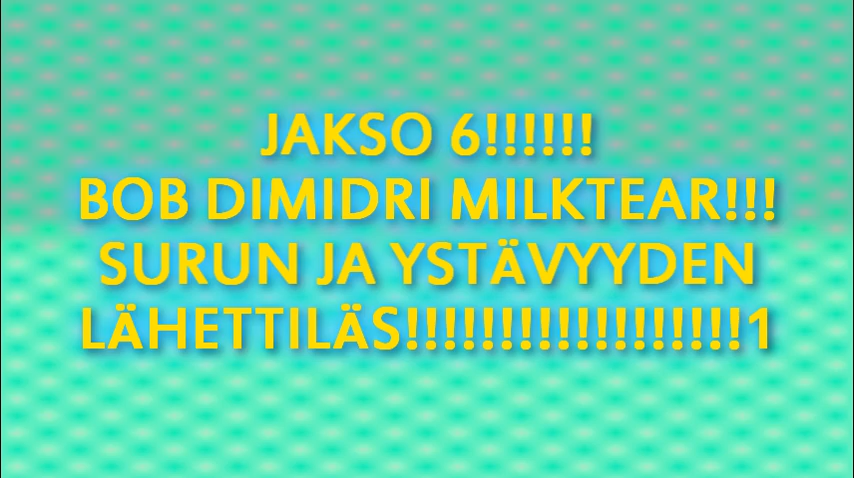 JAKSO 6!!!!!!
BOB DIMIDRI MILKTEAR!!!
SURUN JA YSTÄVYYDEN
LÄHETTILÄS!!!!!!!!!!!!!!!!!!1